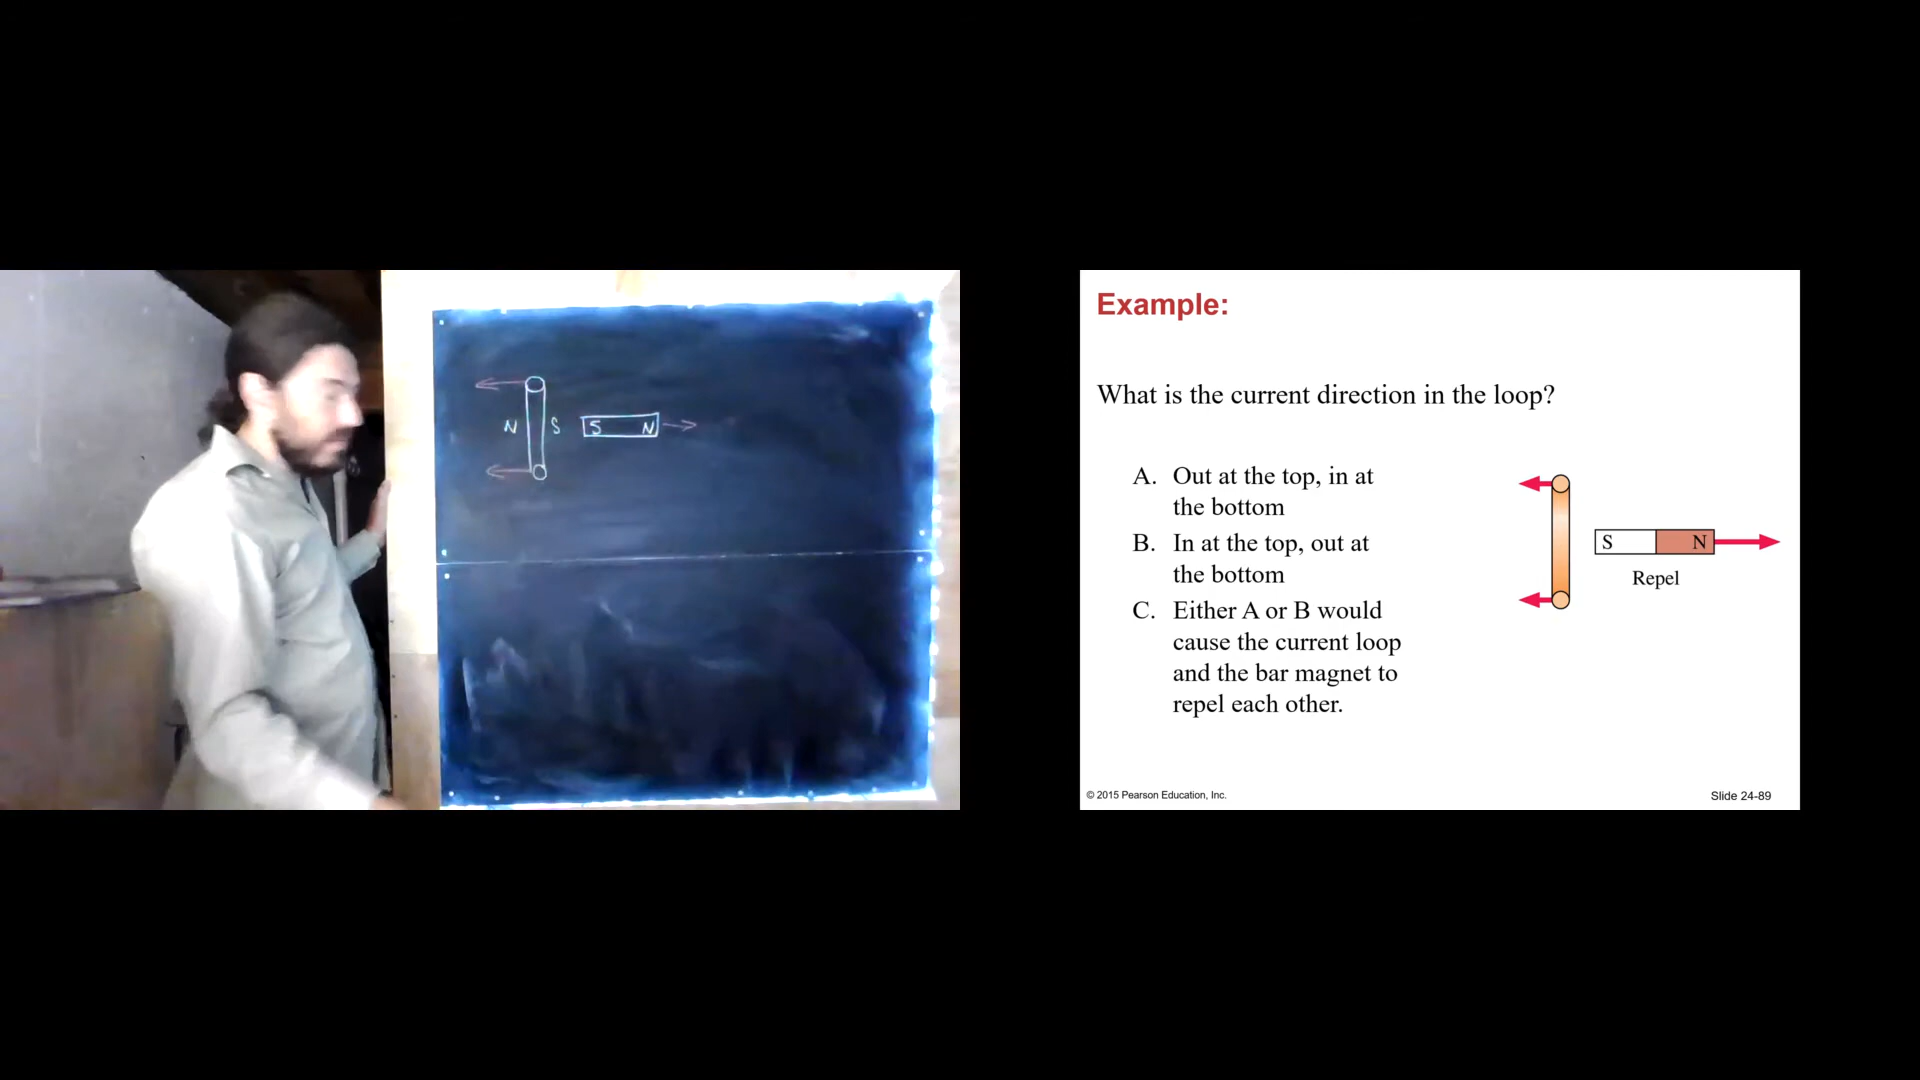 N S S N
Example:
What is the current direction in the loop?
A. Out at the top, in at
the bottom
B. In at the top, out at
the bottom
C. Either A or B would
cause the current loop
and the bar magnet to
repel each other.
S N
Repel
© 2015 Pearson Education, Inc.
Slide 24-89